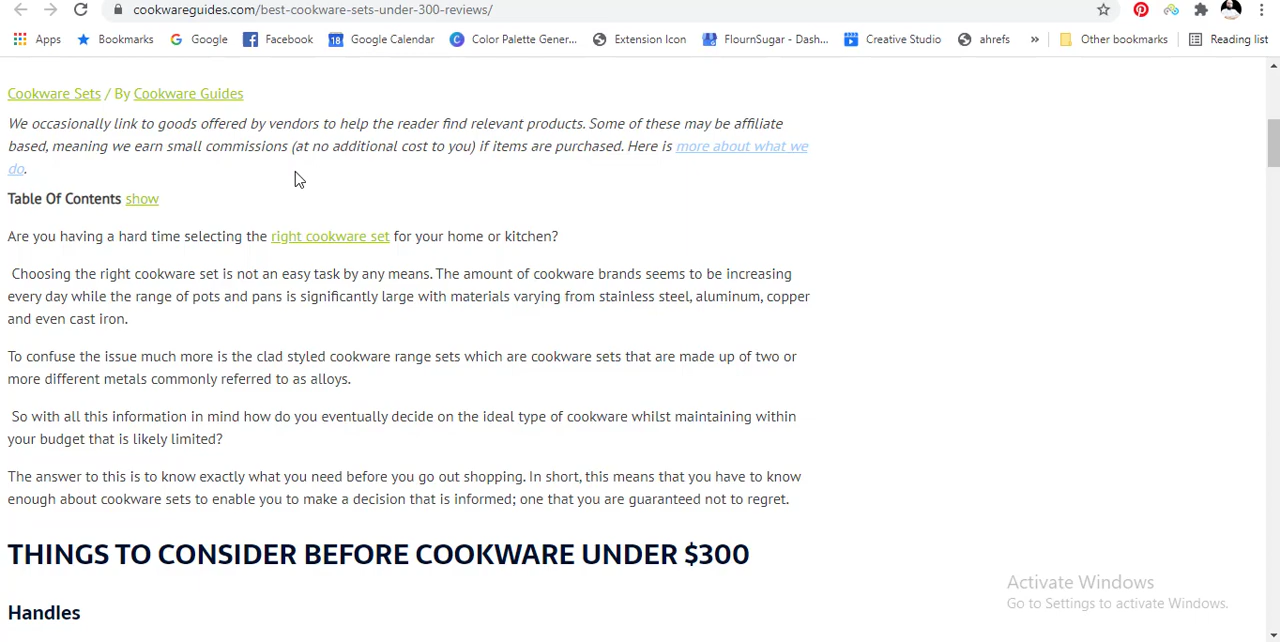 cookwareguides.com/best-cookware-sets-under-300-reviews/
Apps Bookmarks Google Facebook Google Calendar Color Palette Gener... Extension Icon FlournSugar - Dash... Creative Studio ahrefs » Other bookmarks Reading list
Cookware Sets / By Cookware Guides
We occasionally link to goods offered by vendors to help the reader find relevant products. Some of these may be affiliate
based, meaning we earn small commissions (at no additional cost to you) if items are purchased. Here is more about what we
do.
Table Of Contents show
Are you having a hard time selecting the right cookware set for your home or kitchen?
Choosing the right cookware set is not an easy task by any means. The amount of cookware brands seems to be increasing
every day while the range of pots and pans is significantly large with materials varying from stainless steel, aluminum, copper
and even cast iron.
To confuse the issue much more is the clad styled cookware range sets which are cookware sets that are made up of two or
more different metals commonly referred to as alloys.
So with all this information in mind how do you eventually decide on the ideal type of cookware whilst maintaining within
your budget that is likely limited?
The answer to this is to know exactly what you need before you go out shopping. In short, this means that you have to know
enough about cookware sets to enable you to make a decision that is informed; one that you are guaranteed not to regret.
THINGS TO CONSIDER BEFORE COOKWARE UNDER $300
Handles
Activate Windows
Go to Settings to activate Windows.